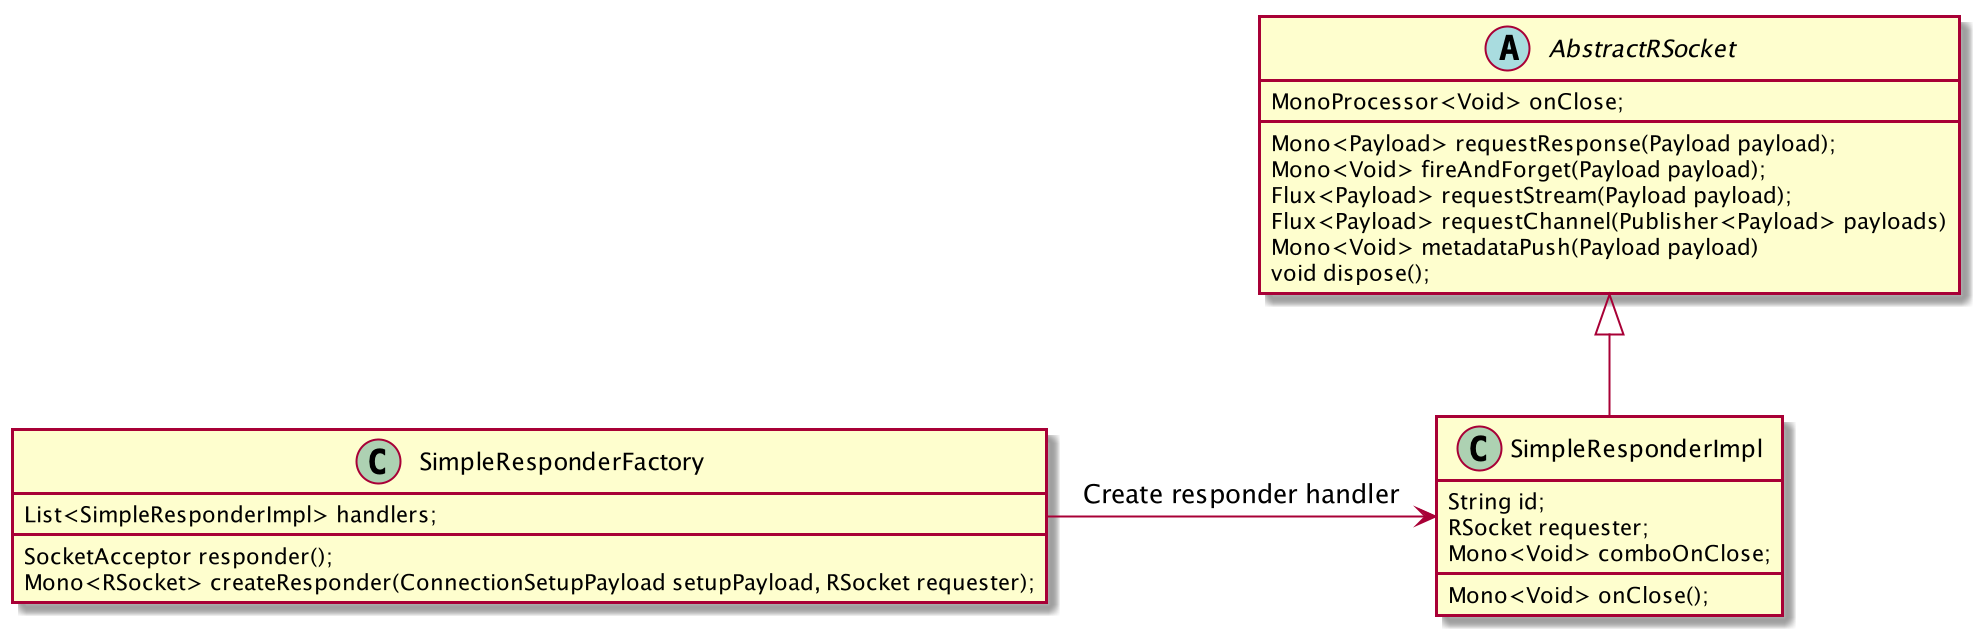 A AbstractRSocket
MonoProcessor<Void> onClose;
Mono<Payload> requestResponse(Payload payload);
Mono<Void> fireAndForget(Payload payload);
Flux<Payload> requestStream(Payload payload);
Flux<Payload> requestChannel(Publisher<Payload> payloads)
Mono<Void> metadataPush(Payload payload)
void dispose();
C SimpleResponderFactory
List<SimpleResponderImpl> handlers;
SocketAcceptor responder();
Mono<RSocket> createResponder(ConnectionSetupPayload setupPayload, RSocket requester);
Create responder handler
C SimpleResponderImpl
String id;
RSocket requester;
Mono<Void> comboOnClose;
Mono<Void> onClose();